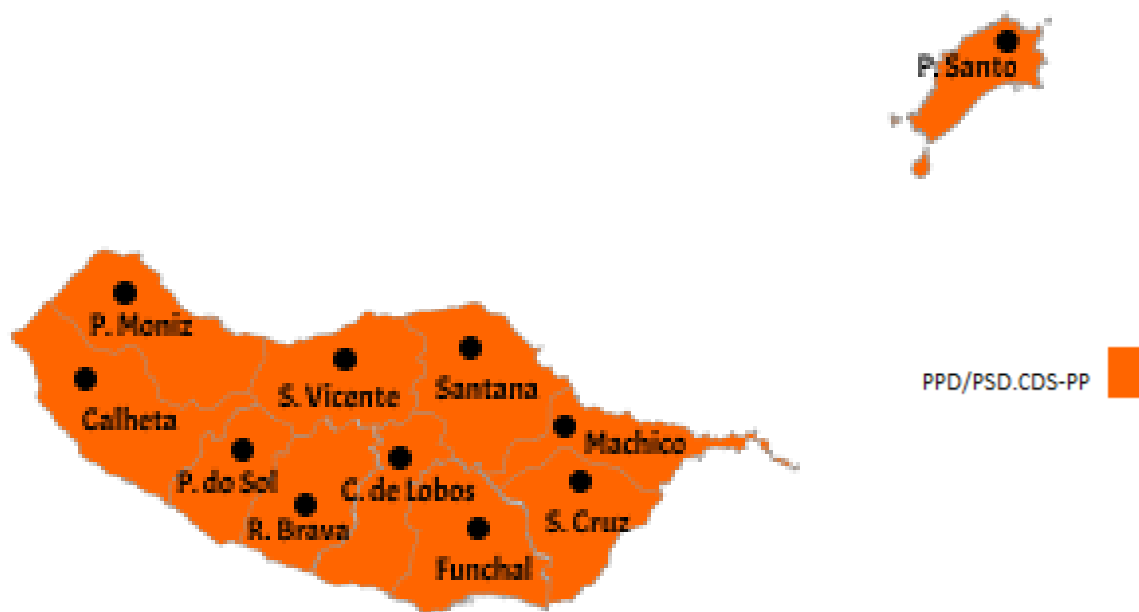 P. Santo
P. Moniz
S. Vicente
Santana
PPD/PSD.CDS-PP
Calheta
Machico
P. do Sol
C. de Lobos
R. Brava
S. Cruz
Funchal